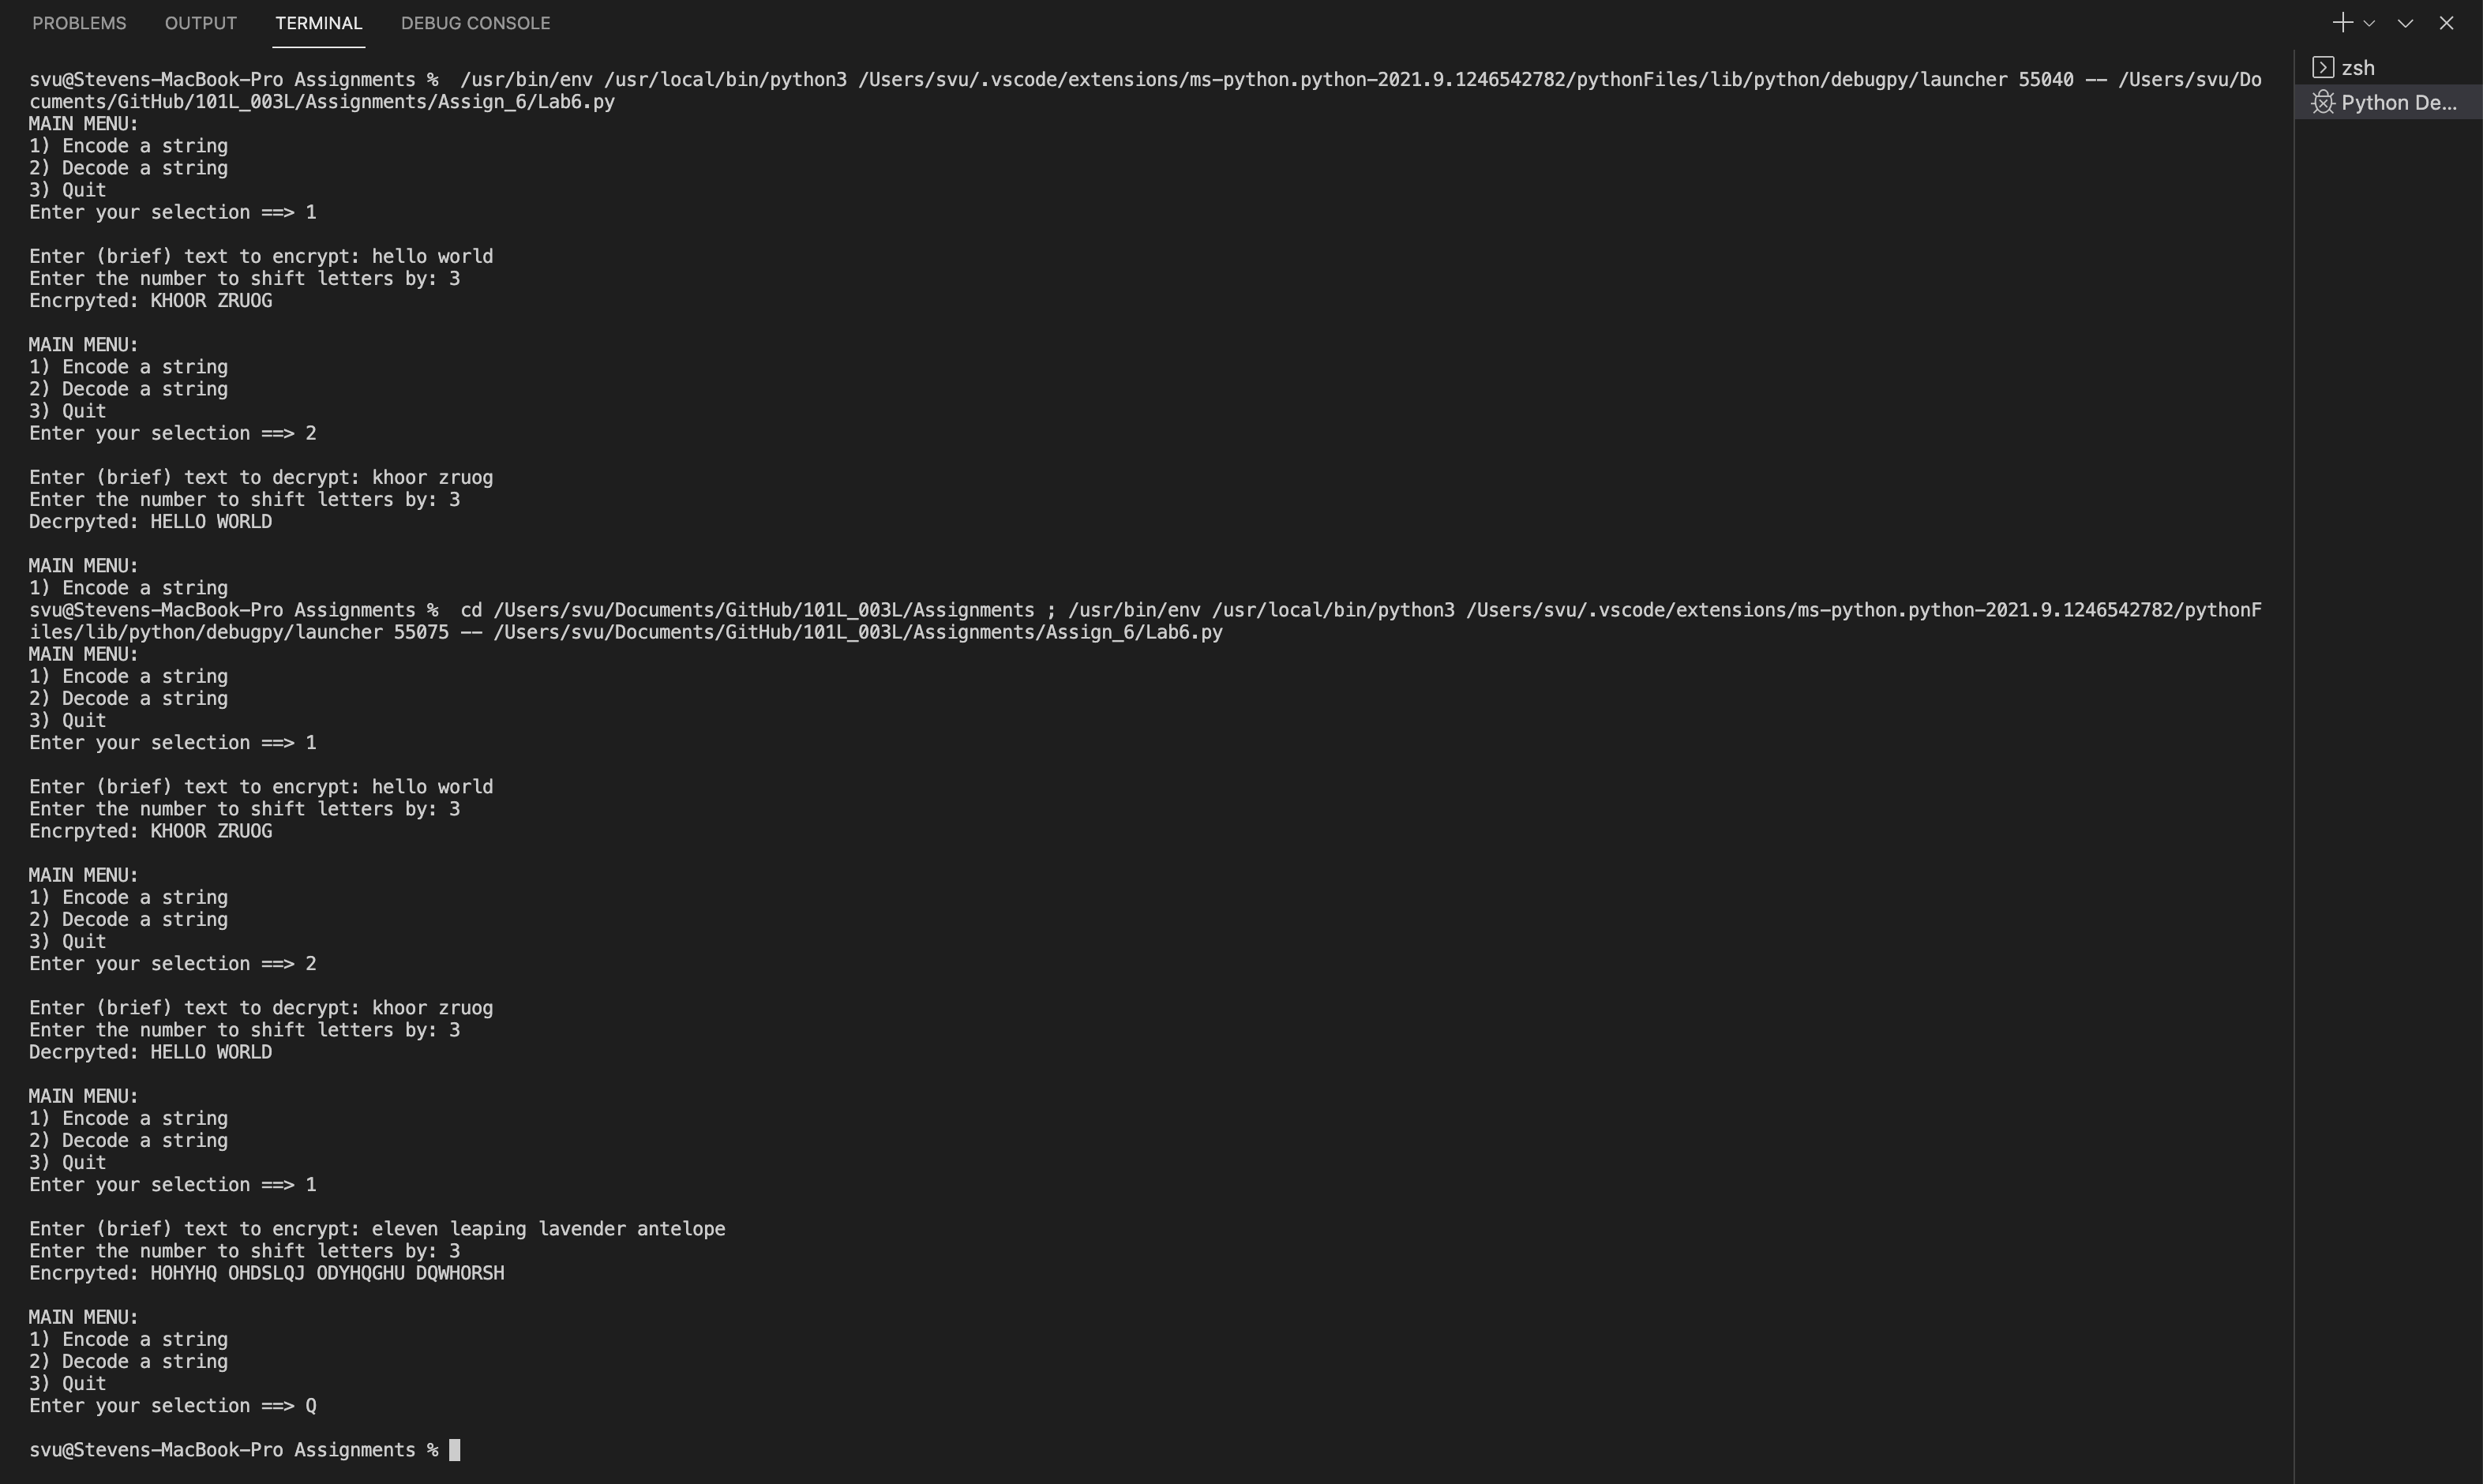 PROBLEMS OUTPUT TERMINAL DEBUG CONSOLE
zsh
Python De...
svu@Stevens-MacBook-Pro Assignments %  /usr/bin/env /usr/local/bin/python3 /Users/svu/.vscode/extensions/ms-python.python-2021.9.1246542782/pythonFiles/lib/python/debugpy/launcher 55040 -- /Users/svu/Do
cuments/GitHub/101L_003L/Assignments/Assign_6/Lab6.py
MAIN MENU:
1) Encode a string
2) Decode a string
3) Quit
Enter your selection ==> 1
Enter (brief) text to encrypt: hello world
Enter the number to shift letters by: 3
Encrpyted: KHOOR ZRUOG
MAIN MENU:
1) Encode a string
2) Decode a string
3) Quit
Enter your selection ==> 2
Enter (brief) text to decrypt: khoor zruog
Enter the number to shift letters by: 3
Decrpyted: HELLO WORLD
MAIN MENU:
1) Encode a string
svu@Stevens-MacBook-Pro Assignments %  cd /Users/svu/Documents/GitHub/101L_003L/Assignments ; /usr/bin/env /usr/local/bin/python3 /Users/svu/.vscode/extensions/ms-python.python-2021.9.1246542782/pythonF
iles/lib/python/debugpy/launcher 55075 -- /Users/svu/Documents/GitHub/101L_003L/Assignments/Assign_6/Lab6.py
MAIN MENU:
1) Encode a string
2) Decode a string
3) Quit
Enter your selection ==> 1
Enter (brief) text to encrypt: hello world
Enter the number to shift letters by: 3
Encrpyted: KHOOR ZRUOG
MAIN MENU:
1) Encode a string
2) Decode a string
3) Quit
Enter your selection ==> 2
Enter (brief) text to decrypt: khoor zruog
Enter the number to shift letters by: 3
Decrpyted: HELLO WORLD
MAIN MENU:
1) Encode a string
2) Decode a string
3) Quit
Enter your selection ==> 1
Enter (brief) text to encrypt: eleven leaping lavender antelope
Enter the number to shift letters by: 3
Encrpyted: HOHYHQ OHDSLQJ ODYHQGHU DQWHORSH
MAIN MENU:
1) Encode a string
2) Decode a string
3) Quit
Enter your selection ==> Q
svu@Stevens-MacBook-Pro Assignments %